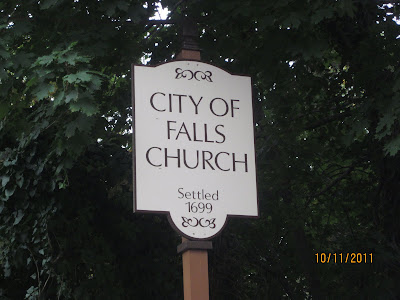 CITY OF
FALLS
CHURCH
Settled
1699
10/11/2011